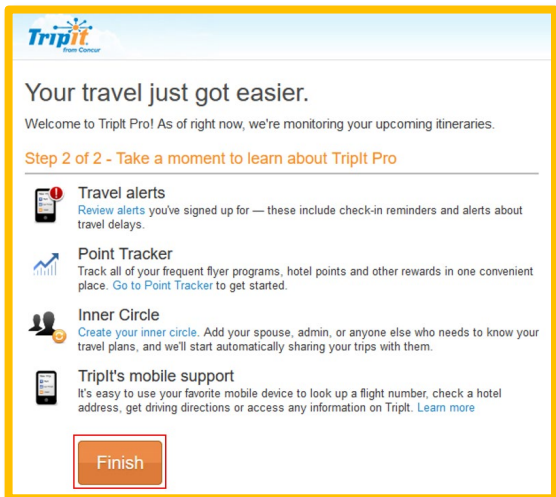 TripIt
from Concur
Your travel just got easier.
Welcome to TripIt Pro! As of right now, we're monitoring your upcoming itineraries.
Step 2 of 2 - Take a moment to learn about TripIt Pro
Travel alerts
Review alerts you've signed up for — these include check-in reminders and alerts about
travel delays.
Point Tracker
Track all of your frequent flyer programs, hotel points and other rewards in one convenient
place. Go to Point Tracker to get started.
Inner Circle
Create your inner circle. Add your spouse, admin, or anyone else who needs to know your
travel plans, and we'll start automatically sharing your trips with them.
TripIt's mobile support
It's easy to use your favorite mobile device to look up a flight number, check a hotel
address, get driving directions or access any information on TripIt. Learn more
Finish